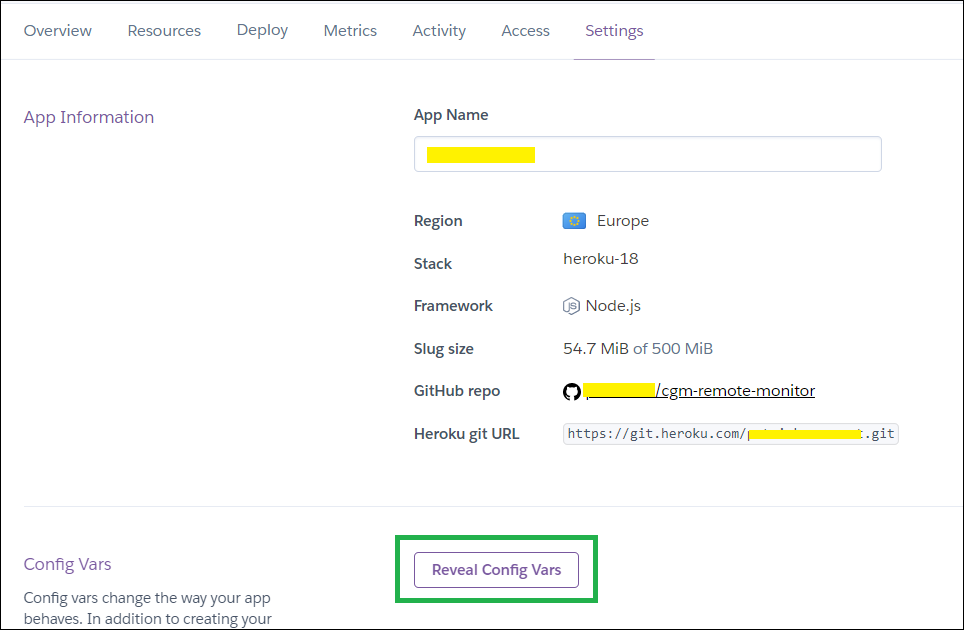 Overview Resources Deploy Metrics Activity Access Settings
App Information
App Name
Region Europe
Stack heroku-18
Framework Node.js
Slug size 54.7 MiB of 500 MiB
GitHub repo /cgm-remote-monitor
Heroku git URL https://git.heroku.com/ .git
Config Vars
Reveal Config Vars
Config vars change the way your app
behaves. In addition to creating your